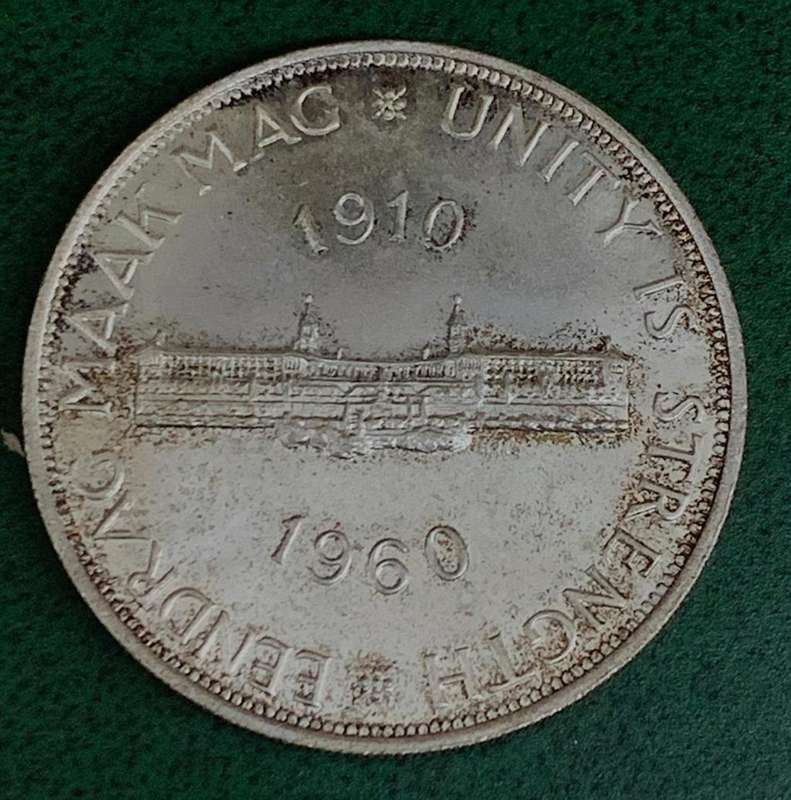 EENDRAG MAAK MAG
UNITY IS STRENGTH
1910
1960